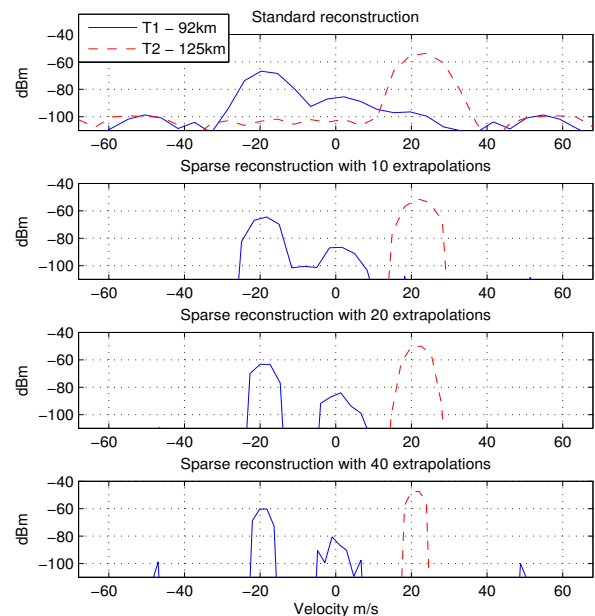 Standard reconstruction
T1 − 92km
T2 − 125km
dBm
−40
−60
−80
−100
−60 −40 −20 0 20 40 60
Sparse reconstruction with 10 extrapolations
dBm
−40
−60
−80
−100
−60 −40 −20 0 20 40 60
Sparse reconstruction with 20 extrapolations
dBm
−40
−60
−80
−100
−60 −40 −20 0 20 40 60
Sparse reconstruction with 40 extrapolations
dBm
−40
−60
−80
−100
−60 −40 −20 0 20 40 60
Velocity m/s